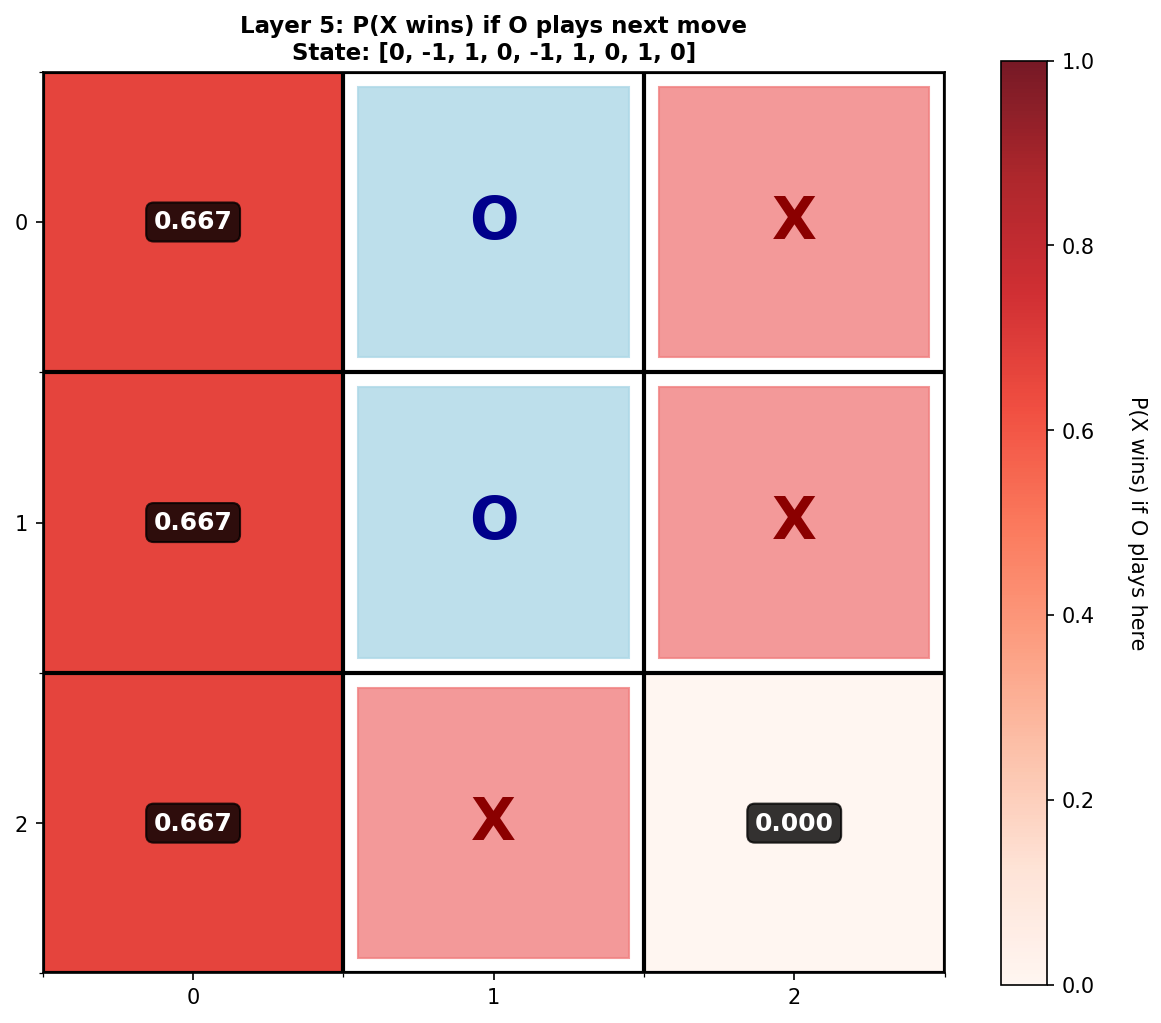 Layer 5: P(X wins) if O plays next move
State: [0, -1, 1, 0, -1, 1, 0, 1, 0]
0
0.667
O
X
1
0.667
O
X
2
0.667
X
0.000
0
1
2
1.0
0.8
0.6
0.4
0.2
0.0
P(X wins) if O plays here